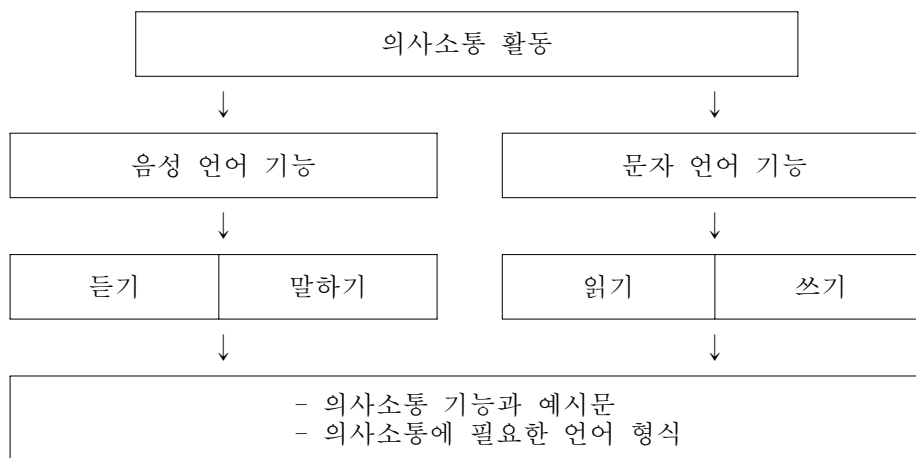 의사소통 활동
↓ ↓
음성 언어 기능 문자 언어 기능
↓ ↓
듣기 말하기 읽기 쓰기
↓ ↓
- 의사소통 기능과 예시문
- 의사소통에 필요한 언어 형식